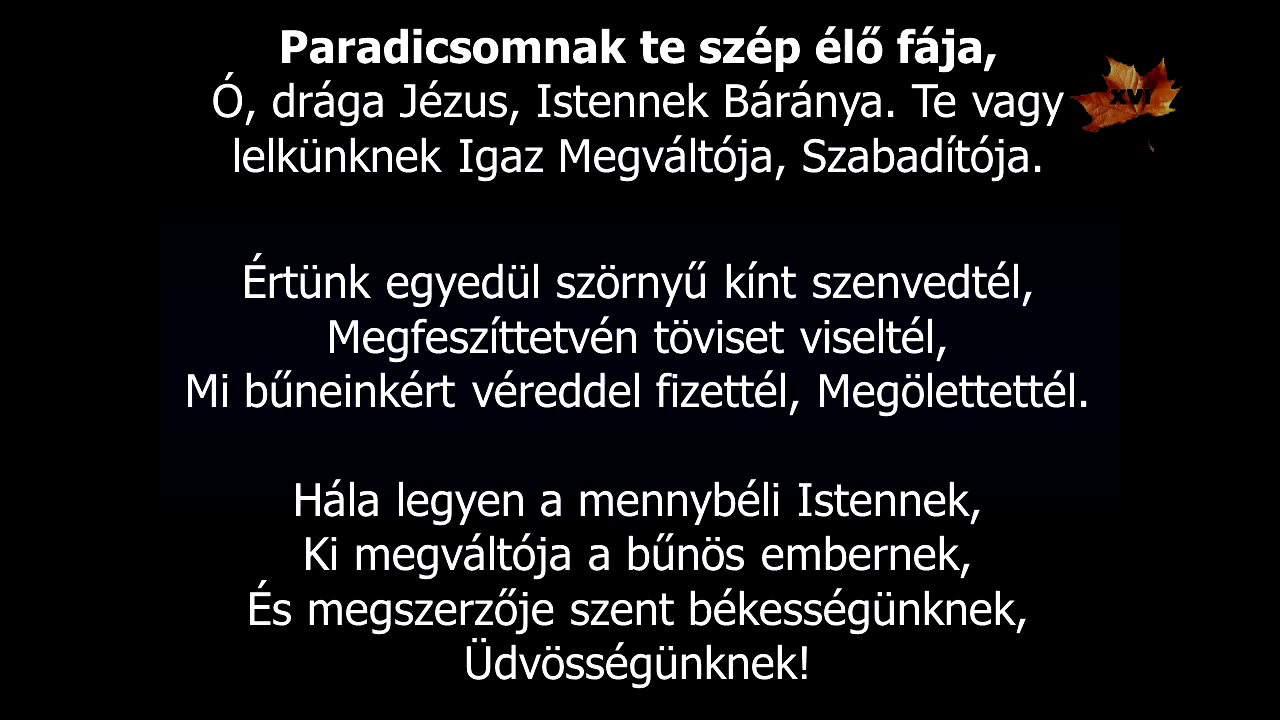 Paradicsomnak te szép élő fája,
Ó, drága Jézus, Istennek Báránya. Te vagy
lelkünknek Igaz Megváltója, Szabadítója.
XVI
Értünk egyedül szörnyű kínt szenvedtél,
Megfeszíttetvén töviset viseltél,
Mi bűneinkért véreddel fizettél, Megölettettél.
Hála legyen a mennybéli Istennek,
Ki megváltója a bűnös embernek,
És megszerzője szent békességünknek,
Üdvösségünknek!